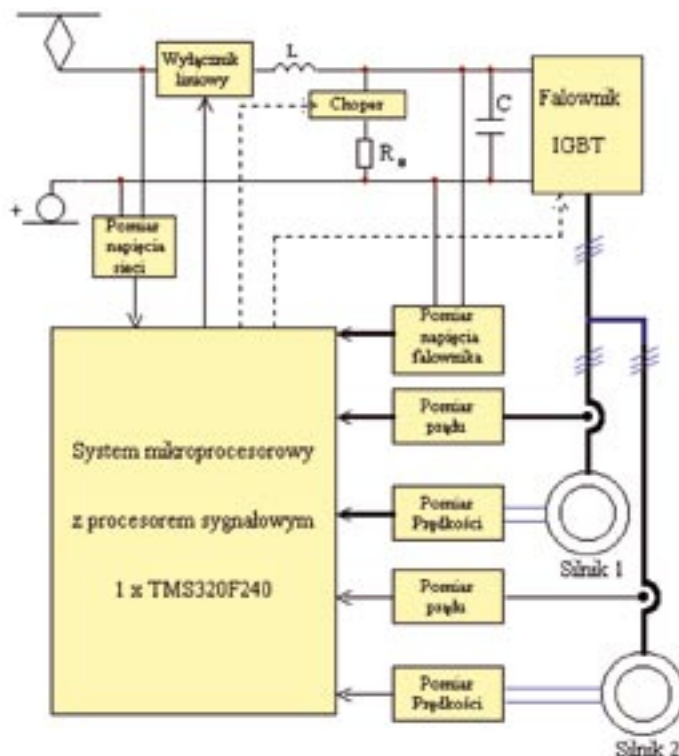 Wyłącznik
liniowy
L
Choper
R
C
Falownik
IGBT
+
Pomiar
napięcia
sieci
Pomiar
napięcia
falownika
Pomiar
prądu
System mikroprocesorowy
z procesorem sygnałowym
1 x TMS320F240
Pomiar
Prędkości
Silnik 1
Pomiar
prądu
Pomiar
Prędkości
Silnik 2